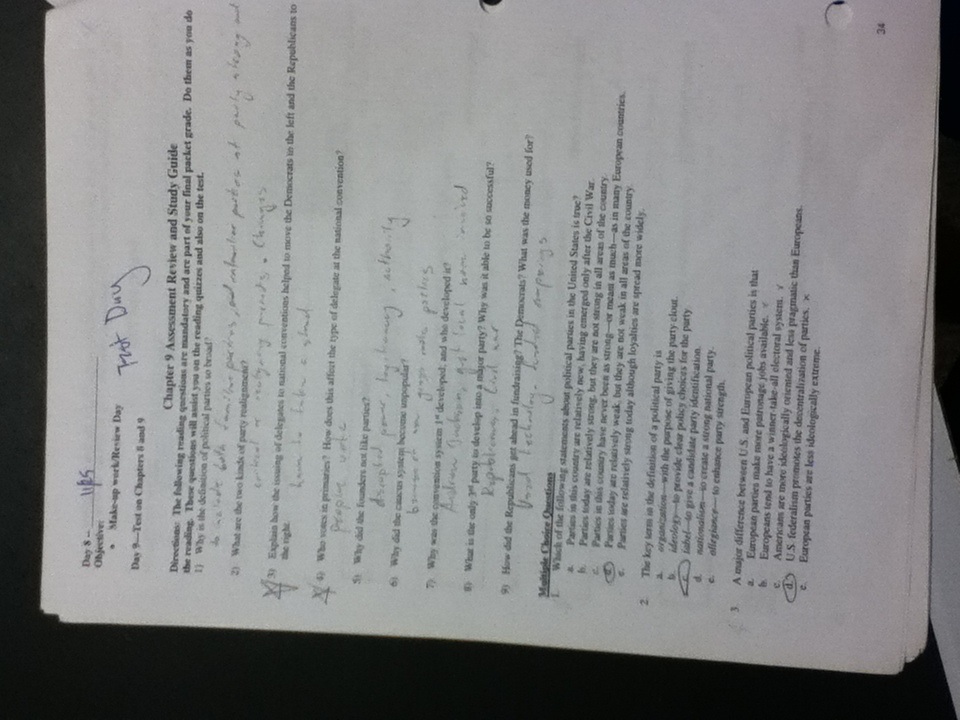 Day 8 – 11/25
Objective:
• Make-up work/Review Day
Day
Day 9—Test on Chapters 8 and 9
Chapter 9 Assessment Review and Study Guide
Directions: The following reading questions are mandatory and are part of your final packet grade. Do them as you do
the reading. These questions will assist you on the reading quizzes and also on the test.
1) Why is the definition of political parties so broad?
to include both familiar parties, and unfamiliar parties at party strong and
2) What are the two kinds of party realignment?
critical or realigning periods. Changes
3) Explain how the issuing of delegates to national conventions helped to move the Democrats to the left and the Republicans to
the right.
have to take a stand
4) Who votes in primaries? How does this affect the type of delegate at the national convention?
people vote
5) Why did the founders not like parties?
disrupted power, legitimacy, authority
6) Why did the caucus system become unpopular?
because new groups make parties
7) Why was the convention system 1st developed; and who developed it?
Andrew Jackson, get local involved
8) What is the only 3rd party to develop into a major party? Why was it able to be so successful?
Republicans, Civil war
9) How did the Republicans get ahead in fundraising? The Democrats? What was the money used for?
Used technology. funded
Multiple Choice Questions
1. Which of the following statements about political parties in the United States is true?
a. Parties in this country are relatively new, having emerged only after the Civil War.
b. Parties today are relatively strong, but they are not strong in all areas of the country.
c. Parties in this country have never been as strong—or meant as much—as in many European countries.
d. Parties today are relatively weak, but they are not weak in all areas of the country.
e. Parties are relatively strong today although loyalties are spread more widely.
2. The key term in the definition of a political party is
a. organization—with the purpose of giving the party clout.
b. ideology—to provide clear policy choices for the party
c. label—to give a candidate party identification.
d. nationalism—to create a strong national party.
e. allegiance—to enhance party strength.
3. A major difference between U.S. and European political parties is that
a. European parties make more patronage jobs available.
b. Europeans tend to have a winner-take-all electoral system.
c. Americans are more ideologically oriented and less pragmatic than Europeans.
d. U.S. federalism promotes the decentralization of parties.
e. European parties are less ideologically extreme.
24